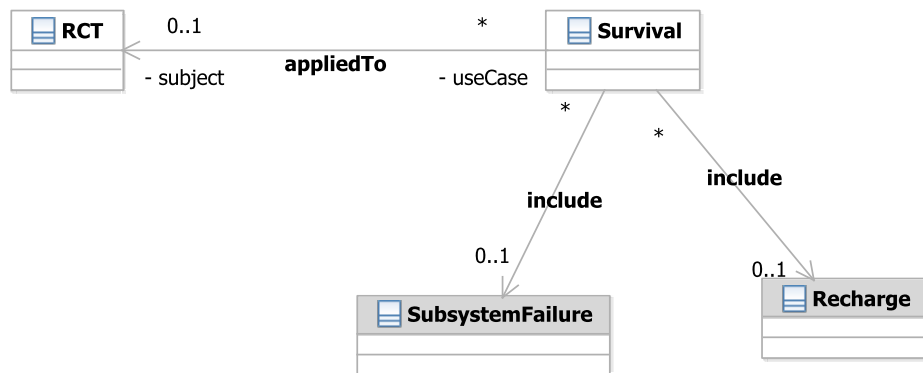 RCT
0..1
*
Survival
appliedTo
- subject
- useCase
*
*
include
include
0..1
0..1
SubsystemFailure
Recharge